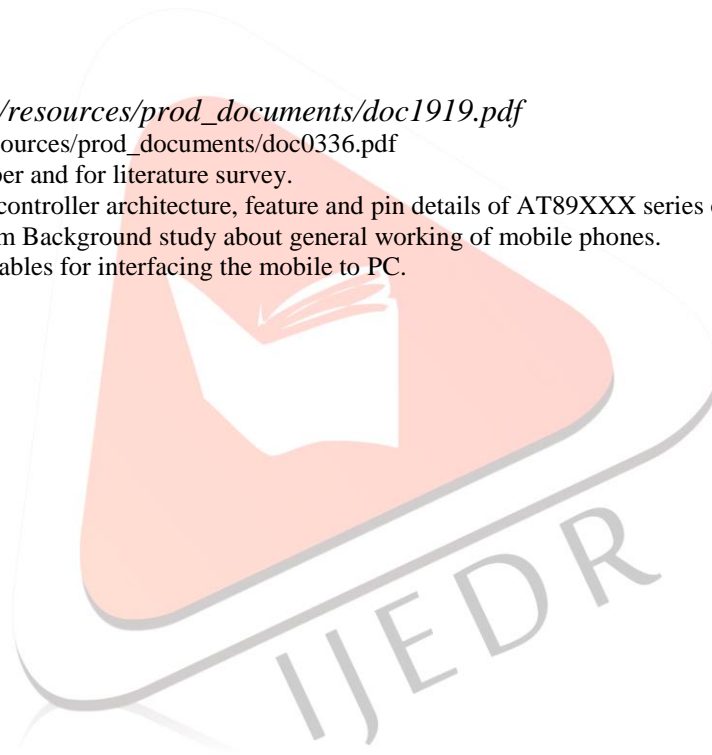 /resources/prod_documents/doc1919.pdf
ources/prod_documents/doc0336.pdf
per and for literature survey.
controller architecture, feature and pin details of AT89XXX series
m Background study about general working of mobile phones.
ables for interfacing the mobile to PC.
IJEDR